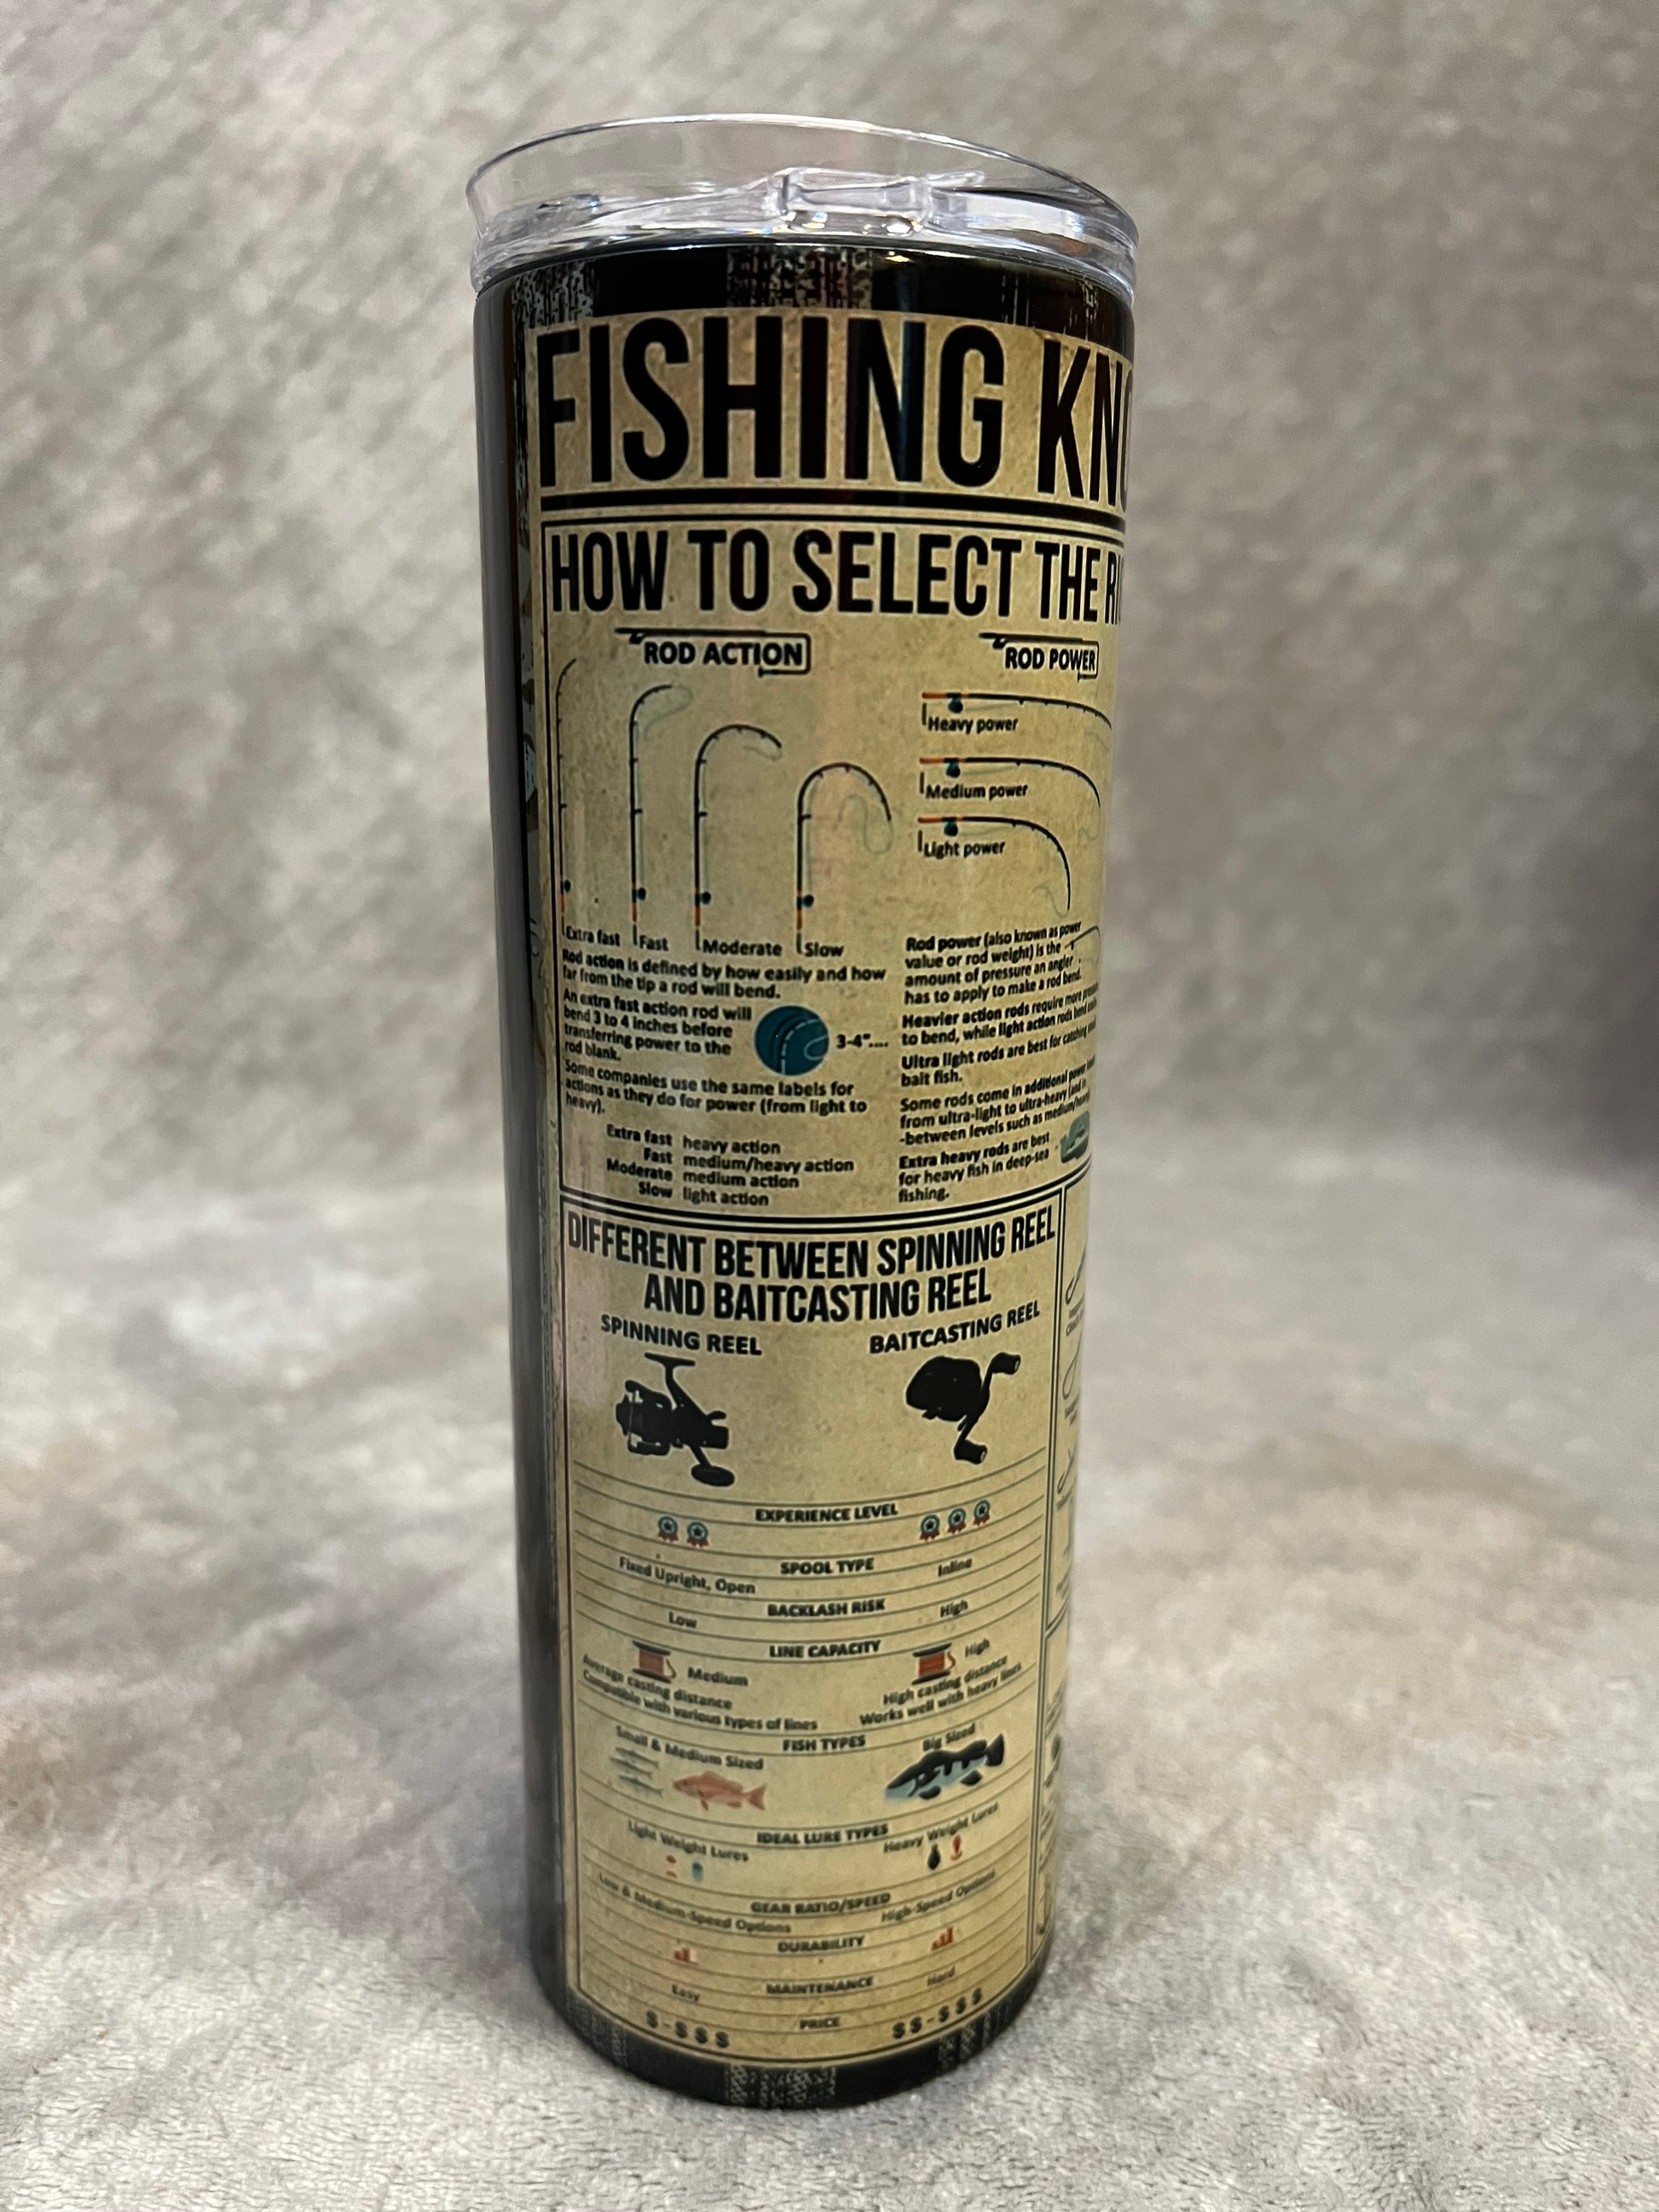 FISHING KNO
HOW TO SELECT THE RI
ROD ACTION
Extra fast
Fast
Moderate
Slow
Rod action is defined by how easily and how
far from the tip a rod will bend.
An extra fast action rod will
bend 3 to 4 inches before
transferring power to the
rod blank.
3-4"....
Some companies use the same labels for
actions as they do for power (from light to
heavy).
Extra fast heavy action
Fast medium/heavy action
Moderate medium action
Slow light action
ROD POWER
Heavy power
Medium power
Light power
Rod power (also known as power
value or rod weight) is the
amount of pressure an angler
has to apply to make a rod bend.
Heavier action rods require more
to bend, while light action rods bend
Ultra light rods are best for catching
bait fish.
Some rods come in additional power
from ultra-light to ultra-heavy (and in
-between levels such as medium/heavy)
Extra heavy rods are best
for heavy fish in deep-sea
fishing.
DIFFERENT BETWEEN SPINNING REEL
AND BAITCASTING REEL
SPINNING REEL BAITCASTING REEL
EXPERIENCE LEVEL
SPOOL TYPE
Fixed Upright, Open Inline
BACKLASH RISK
Low High
LINE CAPACITY
Medium High
Average casting distance High casting distance
Compatible with various types of lines Works well with heavy lines
FISH TYPES
Small & Medium Sized Big Sized
IDEAL LURE TYPES
Light Weight Lures Heavy Weight Lures
GEAR RATIO/SPEED
Low & Medium-Speed Options High-Speed Options
DURABILITY
MAINTENANCE
Easy Hard
PRICE
$-$$$ $$-$$$